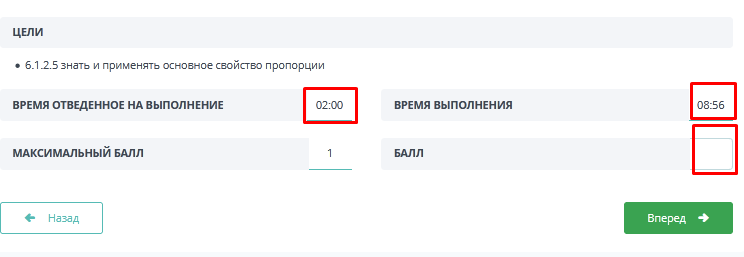 ЦЕЛИ
6.1.2.5 знать и применять основное свойство пропорции
ВРЕМЯ ОТВЕДЕННОЕ НА ВЫПОЛНЕНИЕ 02:00 ВРЕМЯ ВЫПОЛНЕНИЯ 08:56
МАКСИМАЛЬНЫЙ БАЛЛ 1 БАЛЛ
Назад Вперед